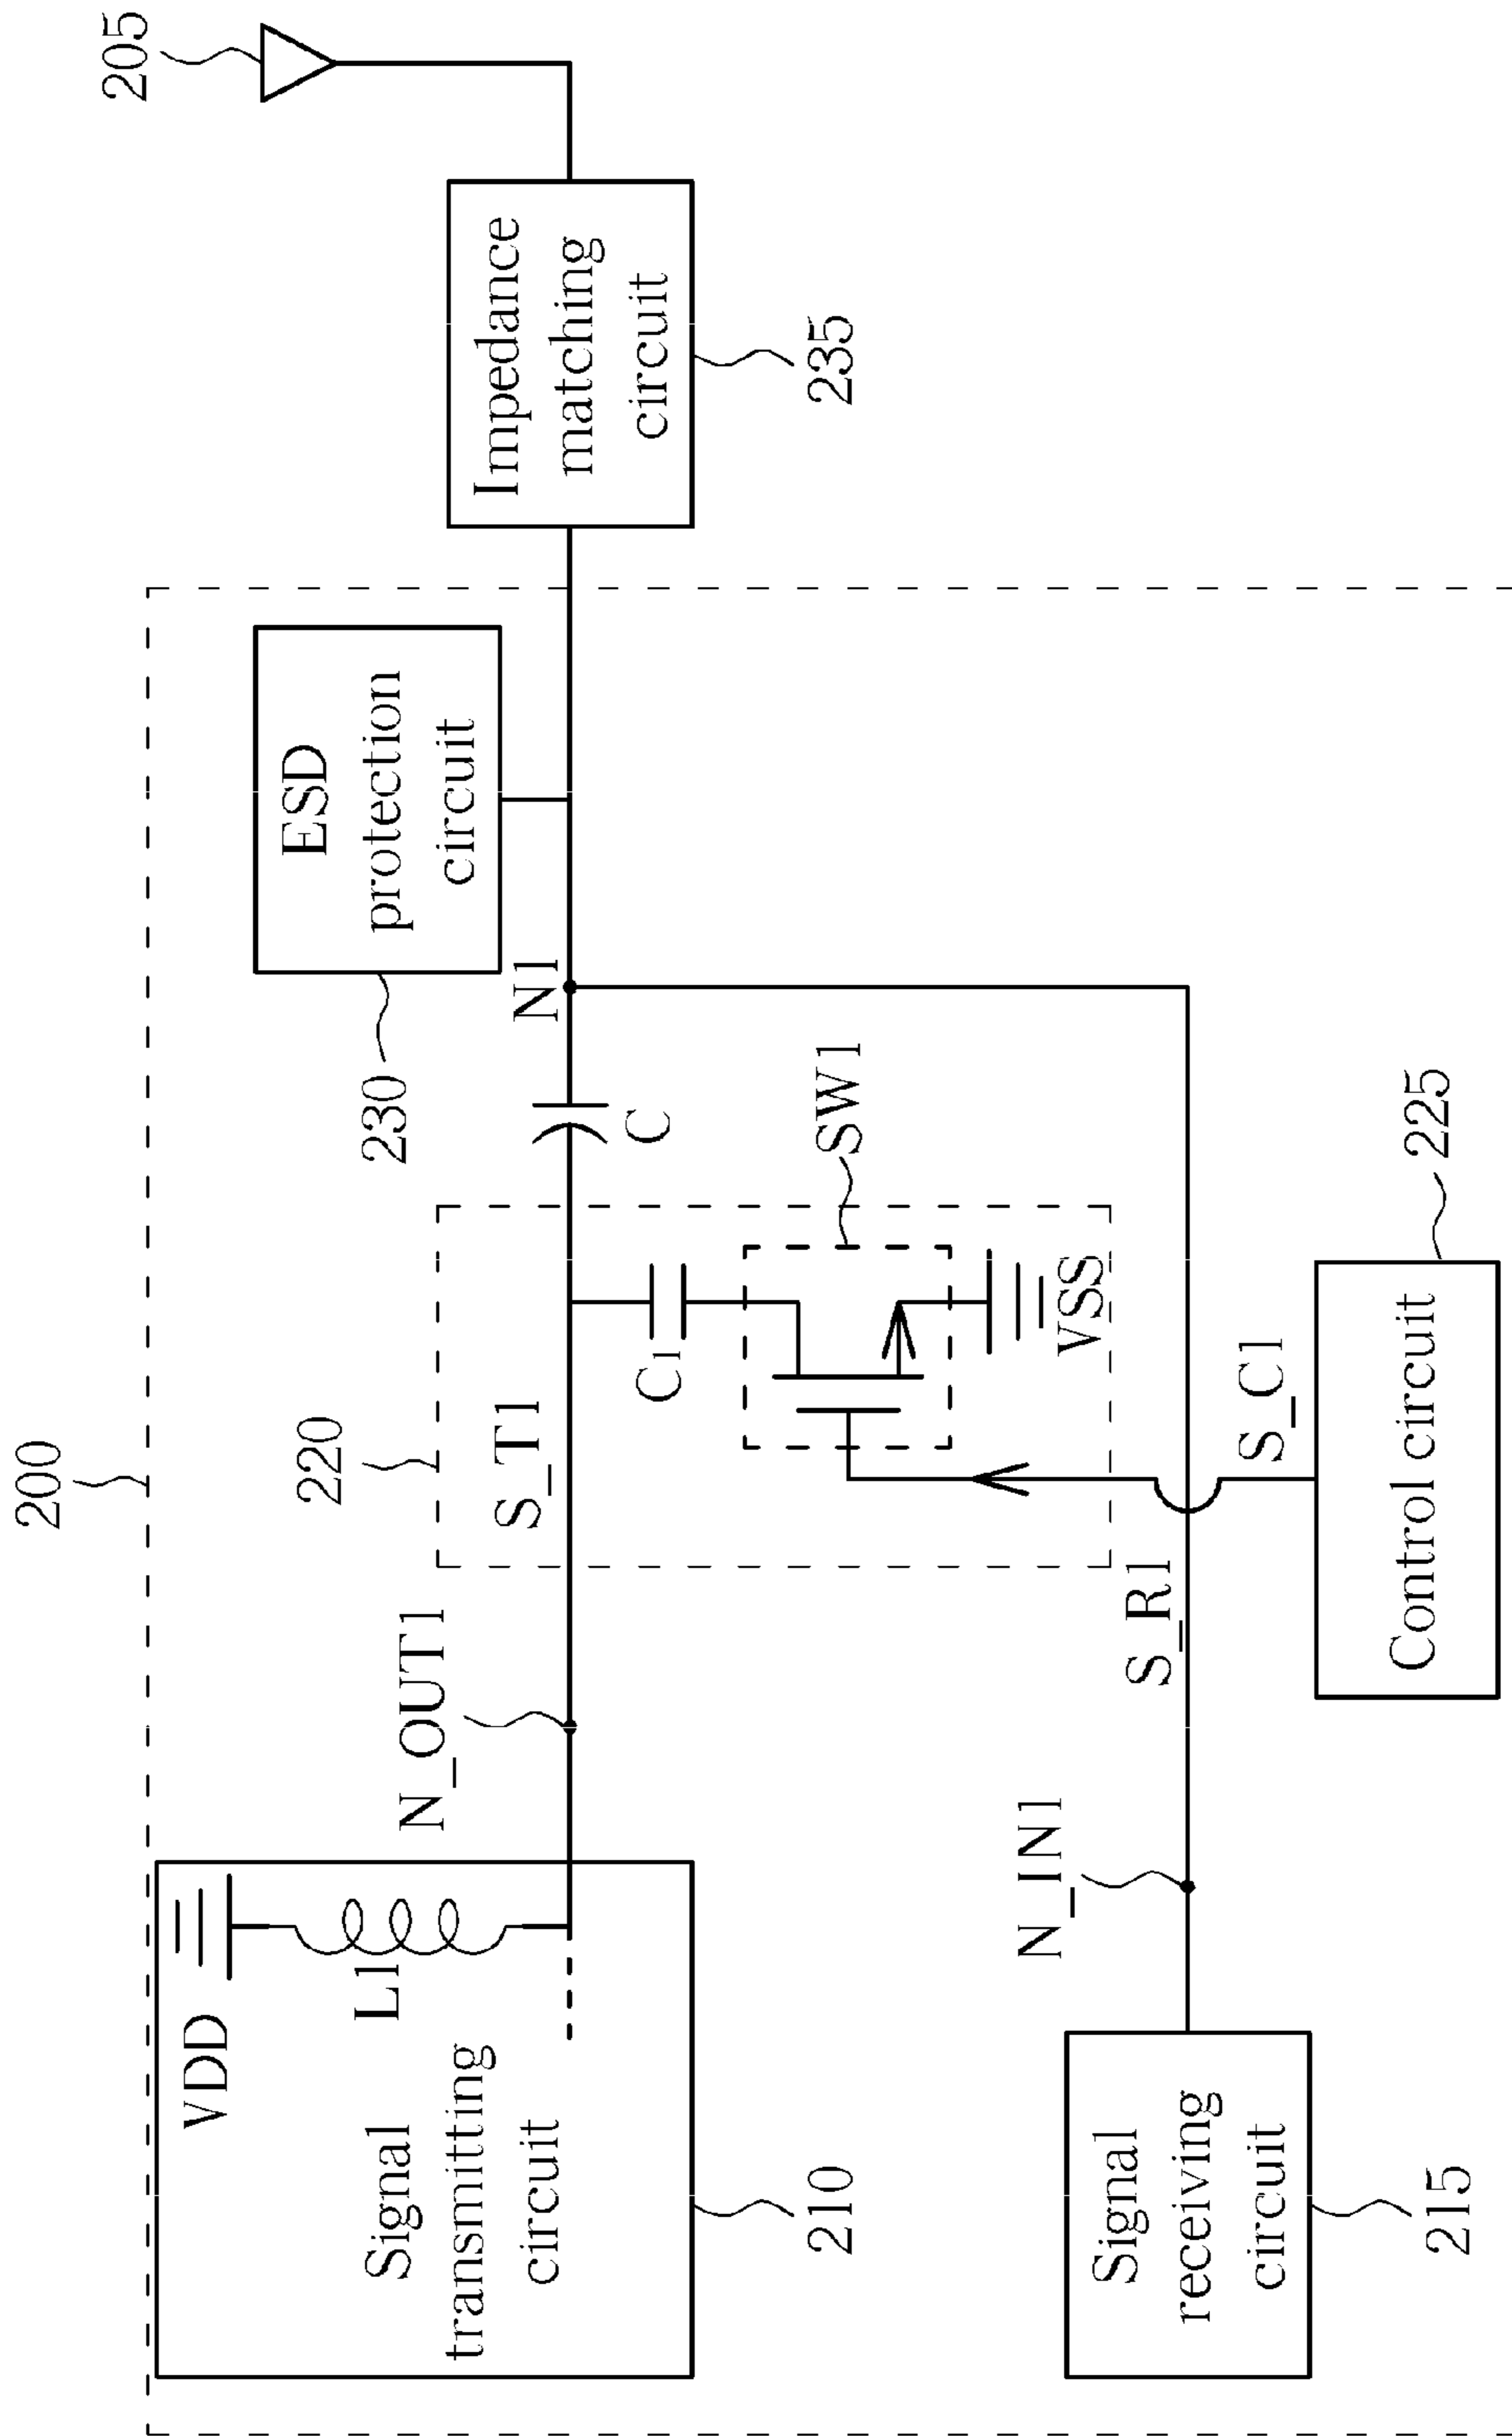 200
205
VDD
L1
Signal
transmitting
circuit
210
N_OUT1
220
S_T1
C1
SW1
VSS
C
N1
230
ESD
protection
circuit
Impedance
matching
circuit
235
Signal
receiving
circuit
215
N_IN1
S_R1
S_C1
Control circuit
225